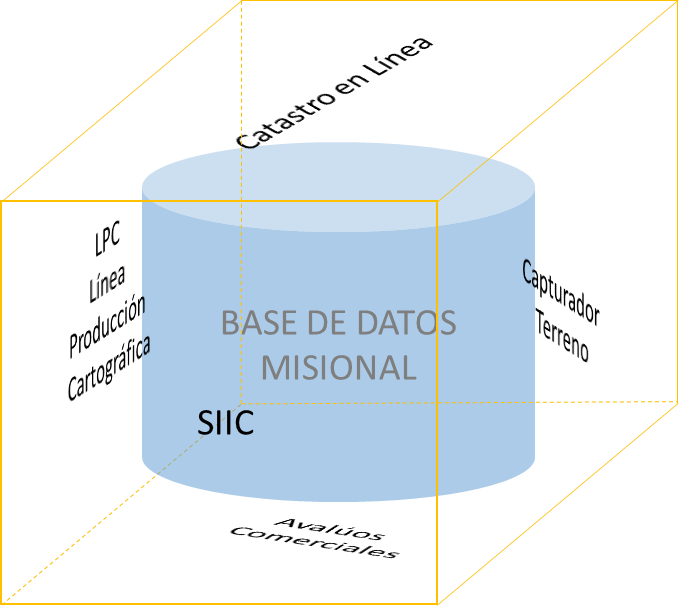 Catastro en Línea
LPC
Línea
Producción
Cartográfica
Capturador
Terreno
BASE DE DATOS
MISIONAL
SIIC
Avalúos
Comerciales